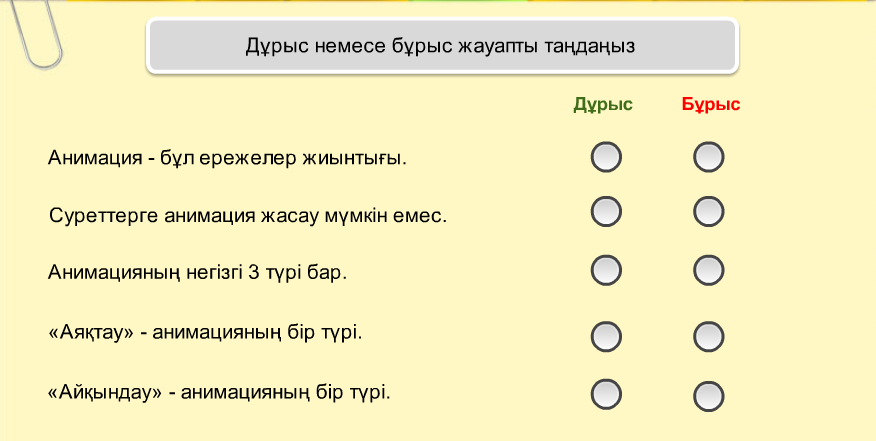 Дұрыс немесе бұрыс жауапты таңдаңыз
Дұрыс Бұрыс
Анимация - бұл ережелер жиынтығы.
Суреттерге анимация жасау мүмкін емес.
Анимацияның негізгі 3 түрі бар.
«Аяқтау» - анимацияның бір түрі.
«Айқындау» - анимацияның бір түрі.